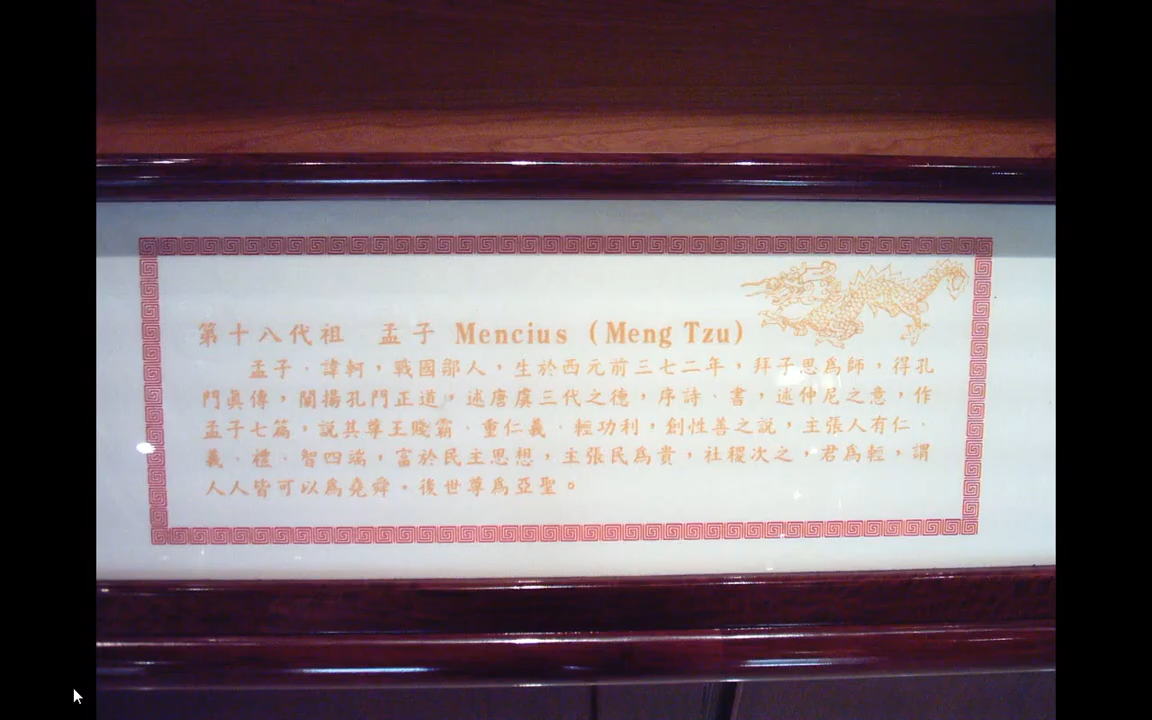 第十八代祖 孟子 Mencius (Meng Tzu)
孟子﹒諱軻，戰國鄒人，生於西元前三七二年，拜子思爲師，得孔
門眞傳，闡揚孔門正道，述唐虞三代之德，序詩﹒書，述仲尼之意，作
孟子七篇，說其尊王賤霸﹒重仁義﹒輕功利，創性善之說，主張人有仁﹒
義﹒禮﹒智四端，富於民主思想，主張民爲貴，社稷次之，君爲輕，謂
人人皆可以爲堯舜。後世尊爲亞聖。